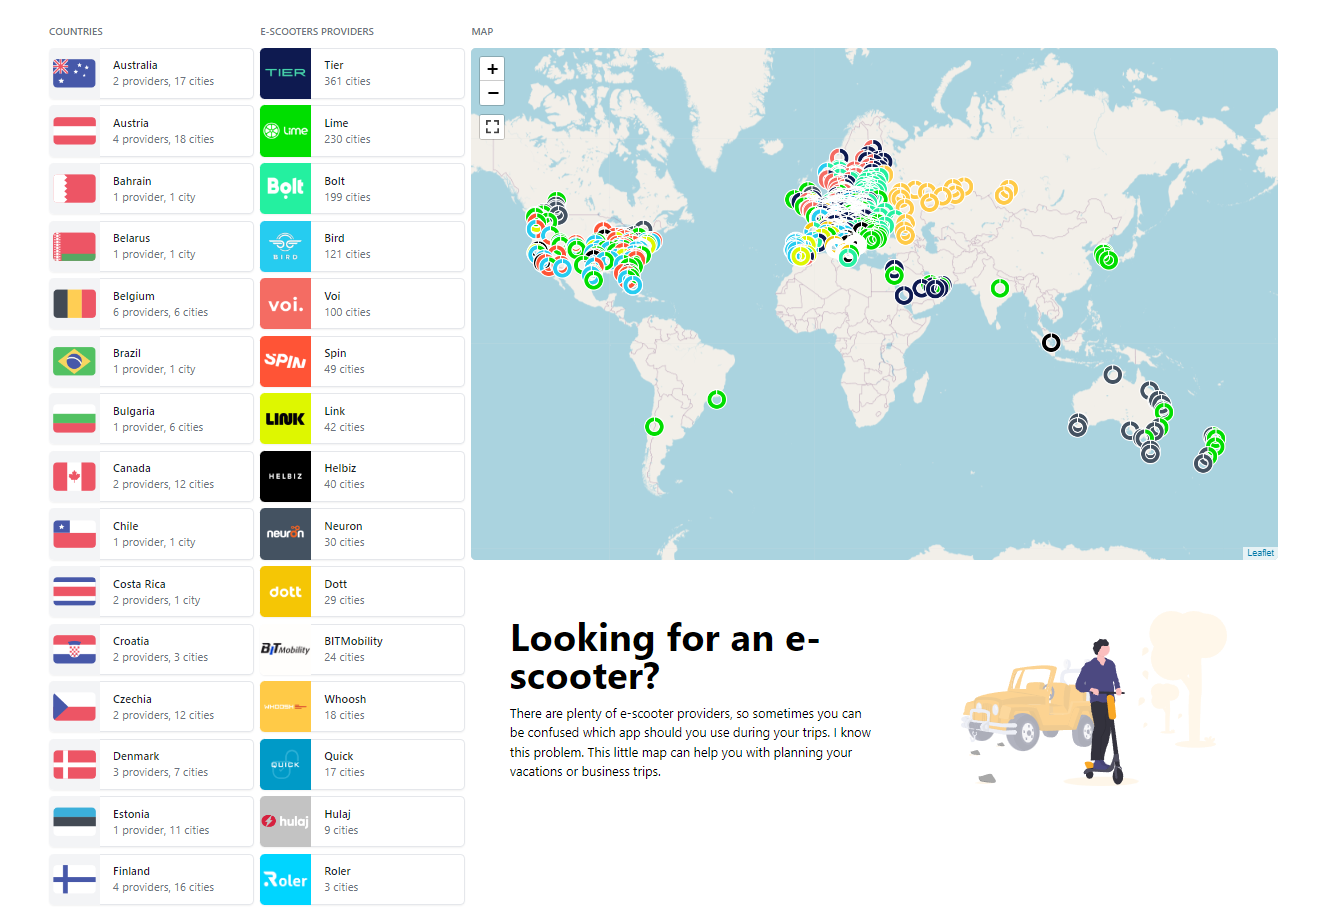 COUNTRIES
Australia
2 providers, 17 cities
Austria
4 providers, 18 cities
Bahrain
1 provider, 1 city
Belarus
1 provider, 1 city
Belgium
6 providers, 6 cities
Brazil
1 provider, 1 city
Bulgaria
1 provider, 6 cities
Canada
2 providers, 12 cities
Chile
1 provider, 1 city
Costa Rica
2 providers, 1 city
Croatia
2 providers, 3 cities
Czechia
2 providers, 12 cities
Denmark
3 providers, 7 cities
Estonia
1 provider, 11 cities
Finland
4 providers, 16 cities
E-SCOOTERS PROVIDERS
TIER
Tier
361 cities
Lime
Lime
230 cities
Bolt
Bolt
199 cities
BIRD
Bird
121 cities
voi.
Voi
100 cities
SPIN
Spin
49 cities
LINK
Link
42 cities
HELBIZ
Helbiz
40 cities
neuron
Neuron
30 cities
dott
Dott
29 cities
BITMobility
BITMobility
24 cities
WHOOSH
Whoosh
18 cities
QUICK
Quick
17 cities
hulaj
Hulaj
9 cities
Roler
Roler
3 cities
MAP
+
−
Leaflet
Looking for an e-
scooter?
There are plenty of e-scooter providers, so sometimes you can
be confused which app should you use during your trips. I know
this problem. This little map can help you with planning your
vacations or business trips.